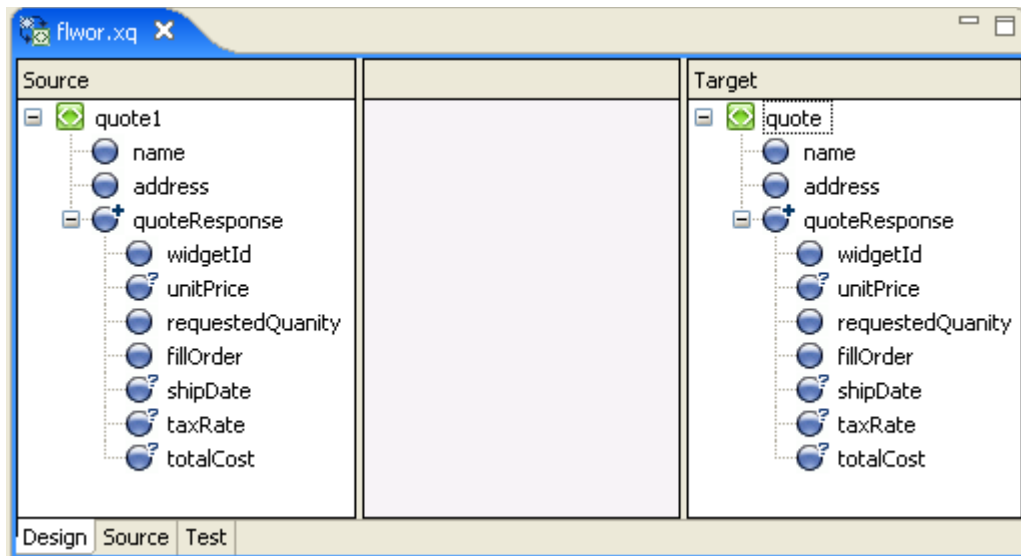 flwor.xq
Source
Target
quote1
name
address
quoteResponse
widgetId
unitPrice
requestedQuanity
fillOrder
shipDate
taxRate
totalCost
quote
name
address
quoteResponse
widgetId
unitPrice
requestedQuanity
fillOrder
shipDate
taxRate
totalCost
Design Source Test